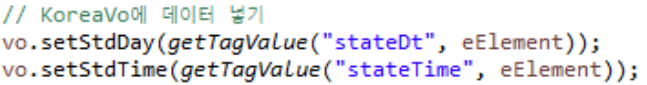 // KoreaVo에 데이터 넣기
vo.setStdDay(getTagValue("stateDt", eElement));
vo.setStdTime(getTagValue("stateTime", eElement));